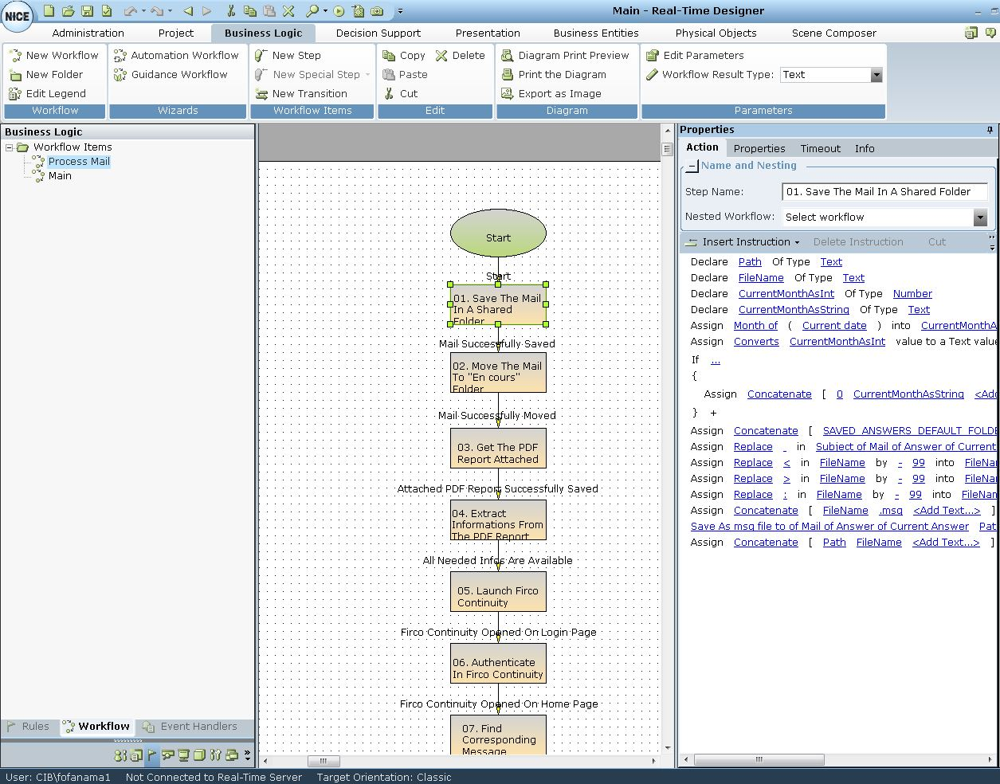 NICE
Main - Real-Time Designer
Administration Project Business Logic Decision Support Presentation Business Entities Physical Objects Scene Composer
New Workflow
New Folder
Edit Legend
Workflow
Automation Workflow
Guidance Workflow
Wizards
New Step
New Special Step
New Transition
Workflow Items
Copy Delete
Paste
Cut
Edit
Diagram Print Preview
Print the Diagram
Export as Image
Diagram
Edit Parameters
Workflow Result Type: Text
Parameters
Business Logic
Workflow Items
Process Mail
Main
Rules Workflow Event Handlers
Start
Start
01. Save The Mail
In A Shared
Folder
Mail Successfully Saved
02. Move The Mail
To "En cours"
Folder
Mail Successfully Moved
03. Get The PDF
Report Attached
Attached PDF Report Successfully Saved
04. Extract
Informations From
The PDF Report
All Needed Infos Are Available
05. Launch Firco
Continuity
Firco Continuity Opened On Login Page
06. Authenticate
In Firco Continuity
Firco Continuity Opened On Home Page
07. Find
Corresponding
Message
Properties
Action Properties Timeout Info
Name and Nesting
Step Name: 01. Save The Mail In A Shared Folder
Nested Workflow: Select workflow
Insert Instruction Delete Instruction Cut
Declare Path Of Type Text
Declare FileName Of Type Text
Declare CurrentMonthAsInt Of Type Number
Declare CurrentMonthAsString Of Type Text
Assign Month of ( Current date ) into CurrentMonthA
Assign Converts CurrentMonthAsInt value to a Text value
If ...
{
Assign Concatenate [ 0 CurrentMonthAsString <Add
} +
Assign Concatenate [ SAVED_ANSWERS_DEFAULT_FOLDE
Assign Replace _ in Subject of Mail of Answer of Current
Assign Replace < in FileName by - 99 into FileNa
Assign Replace > in FileName by - 99 into FileNa
Assign Replace : in FileName by - 99 into FileNam
Assign Concatenate [ FileName .msg <Add Text...> ]
Save As msg file to of Mail of Answer of Current Answer Pat
Assign Concatenate [ Path FileName <Add Text...> ]
User: CIB\fofanama1 Not Connected to Real-Time Server Target Orientation: Classic